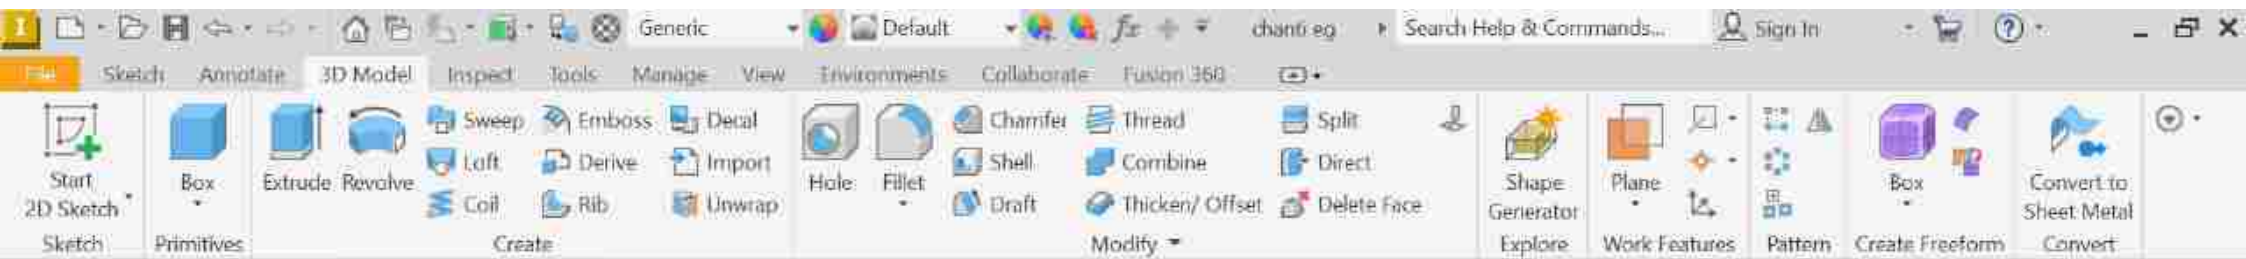 I Generic Default fx chanti eg Search Help & Commands... Sign In ?
File Sketch Annotate 3D Model Inspect Tools Manage View Environments Collaborate Fusion 360
Start
2D Sketch
Box
Extrude Revolve
Sweep Emboss Decal
Loft Derive Import
Coil Rib Unwrap
Hole Fillet
Chamfer Thread Split
Shell Combine Direct
Draft Thicken/ Offset Delete Face
Shape
Generator
Plane
Box
Convert to
Sheet Metal
Sketch Primitives Create Modify Explore Work Features Pattern Create Freeform Convert